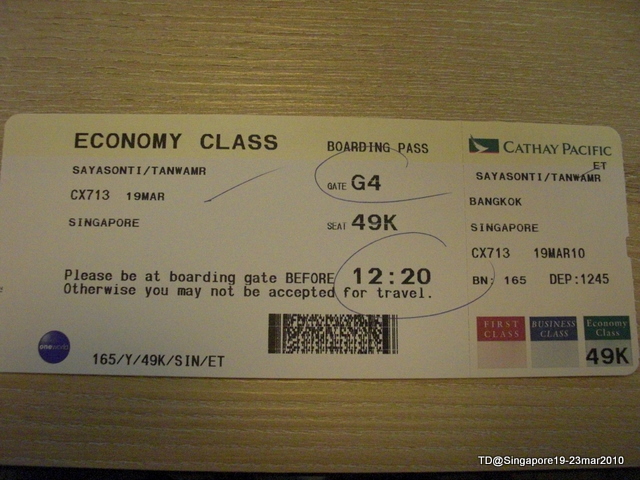 ECONOMY CLASS
BOARDING PASS
SAYASONTI/TANWAMR
CX713 19MAR
SINGAPORE
GATE G4
SEAT 49K
Please be at boarding gate BEFORE 12:20
Otherwise you may not be accepted for travel.
oneworld
165/Y/49K/SIN/ET
CATHAY PACIFIC
ET
SAYASONTI/TANWAMR
BANGKOK
SINGAPORE
CX713 19MAR10
BN: 165 DEP:1245
FIRST CLASS
BUSINESS CLASS
Economy Class
49K
TD@Singapore19-23mar2010